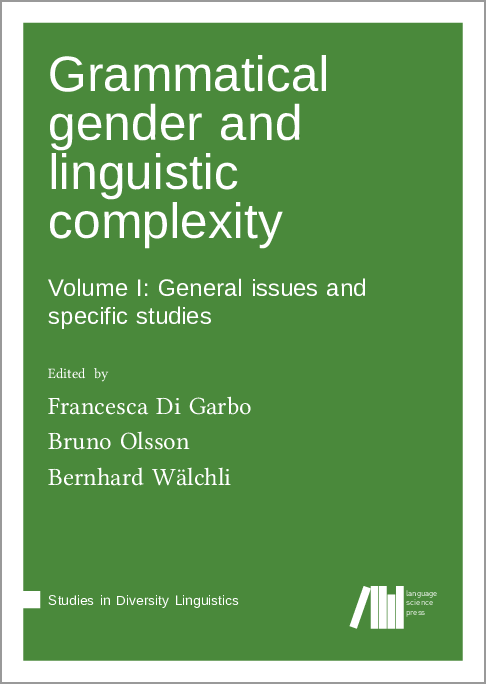 Grammatical
gender and
linguistic
complexity
Volume I: General issues and
specific studies
Edited by
Francesca Di Garbo
Bruno Olsson
Bernhard Wälchli
Studies in Diversity Linguistics
language
science
press